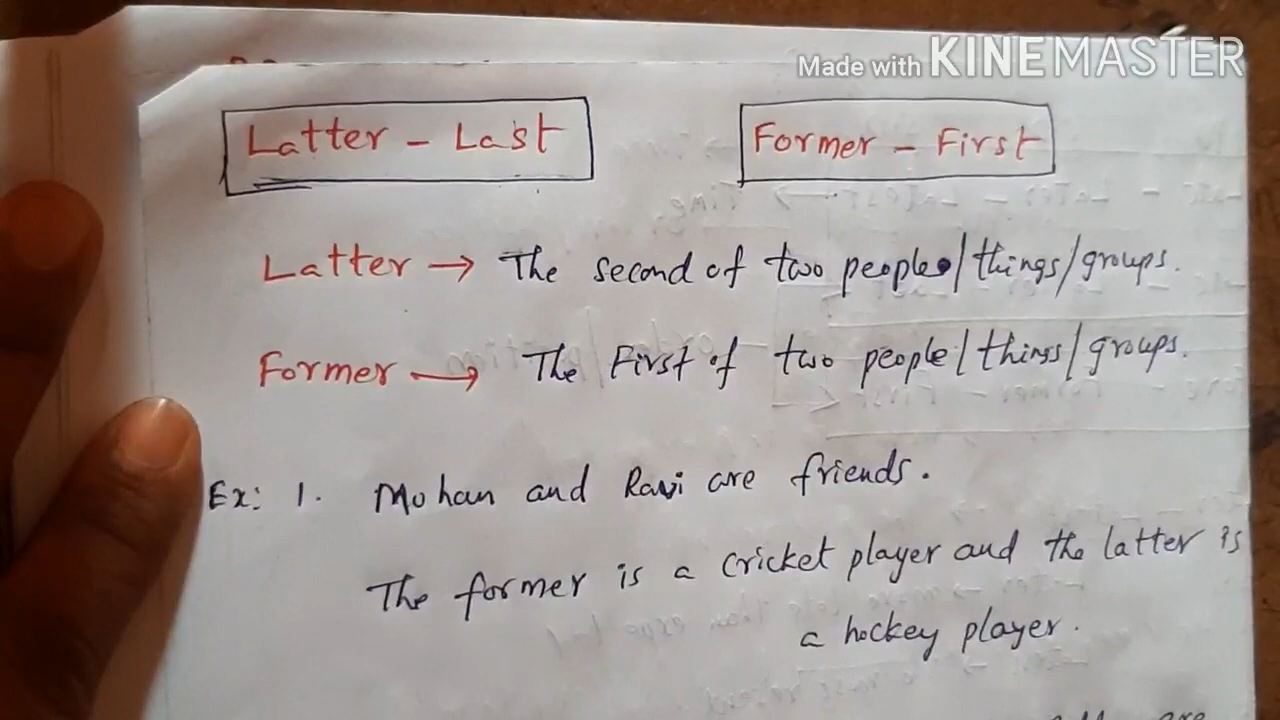 Made with KINEMASTER
Latter – Last
Former – First
Latter → The second of two people/things/groups.
Former → The First of two people/things/groups.
Ex: 1. Mohan and Ravi are friends.
The former is a cricket player and the latter is
a hockey player.